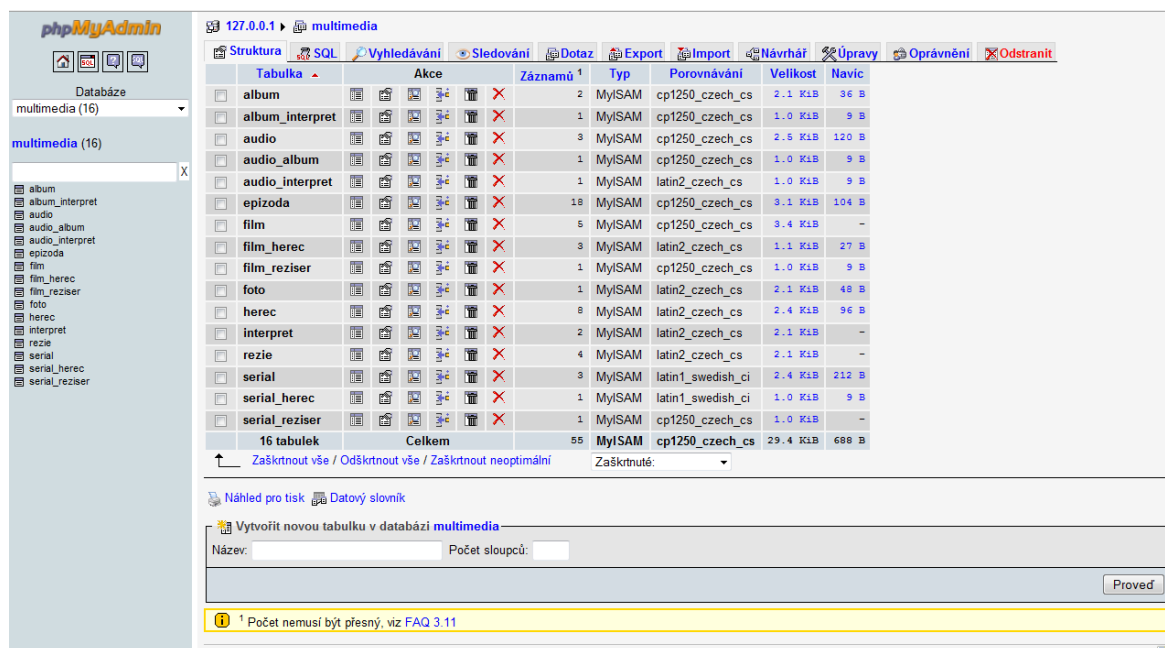 phpMyAdmin
Databáze
multimedia (16)
multimedia (16)
X
album
album_interpret
audio
audio_album
audio_interpret
epizoda
film
film_herec
film_reziser
foto
herec
interpret
rezie
serial
serial_herec
serial_reziser
127.0.0.1 ▸ multimedia
Struktura SQL Vyhledávání Sledování Dotaz Export Import Návrhář Úpravy Oprávnění Odstranit
Tabulka Akce Záznamů 1 Typ Porovnávání Velikost Navíc
album 2 MyISAM cp1250_czech_cs 2.1 KiB 36 B
album_interpret 1 MyISAM cp1250_czech_cs 1.0 KiB 9 B
audio 3 MyISAM cp1250_czech_cs 2.5 KiB 120 B
audio_album 1 MyISAM cp1250_czech_cs 1.0 KiB 9 B
audio_interpret 1 MyISAM latin2_czech_cs 1.0 KiB 9 B
epizoda 18 MyISAM cp1250_czech_cs 3.1 KiB 104 B
film 5 MyISAM cp1250_czech_cs 3.4 KiB -
film_herec 3 MyISAM latin2_czech_cs 1.1 KiB 27 B
film_reziser 1 MyISAM cp1250_czech_cs 1.0 KiB 9 B
foto 1 MyISAM latin2_czech_cs 2.1 KiB 48 B
herec 8 MyISAM latin2_czech_cs 2.4 KiB 96 B
interpret 2 MyISAM latin2_czech_cs 2.1 KiB -
rezie 4 MyISAM latin2_czech_cs 2.1 KiB -
serial 3 MyISAM latin1_swedish_ci 2.4 KiB 212 B
serial_herec 1 MyISAM latin1_swedish_ci 1.0 KiB 9 B
serial_reziser 1 MyISAM cp1250_czech_cs 1.0 KiB -
16 tabulek Celkem 55 MyISAM cp1250_czech_cs 29.4 KiB 688 B
Zaškrtnout vše / Odškrtnout vše / Zaškrtnout neoptimální Zaškrtnuté:
Náhled pro tisk Datový slovník
Vytvořit novou tabulku v databázi multimedia
Název: Počet sloupců:
Proveď
1 Počet nemusí být přesný, viz FAQ 3.11